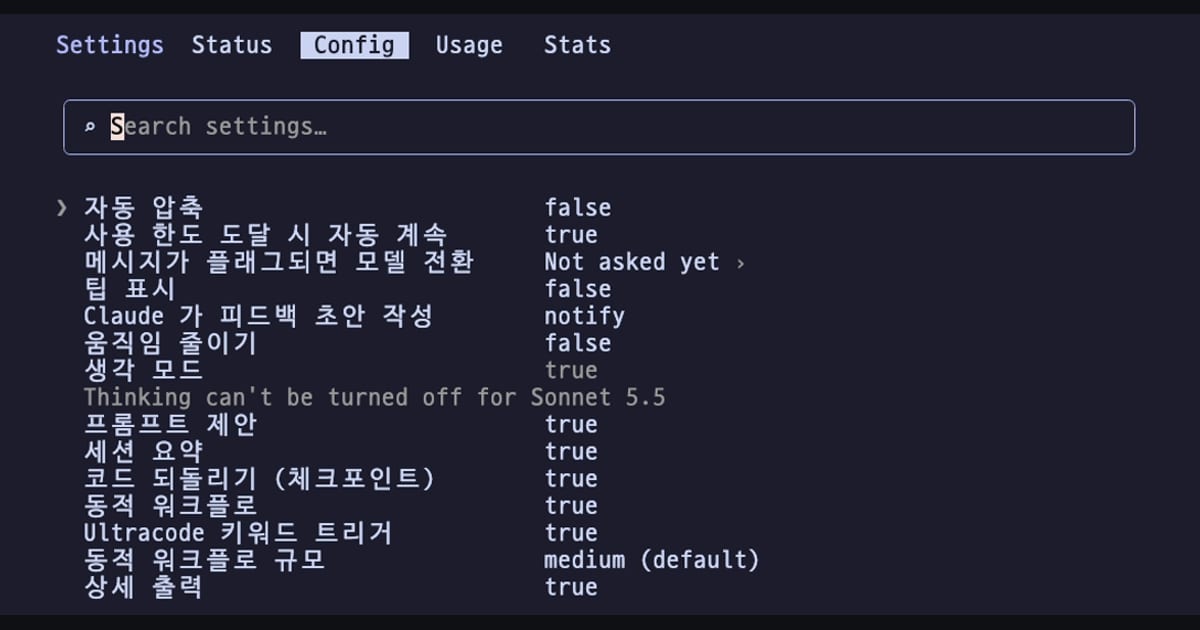 Settings Status Config Usage Stats
Search settings…
❯ 자동 압축 false
사용 한도 도달 시 자동 계속 true
메시지가 플래그되면 모델 전환 Not asked yet ›
팁 표시 false
Claude 가 피드백 초안 작성 notify
움직임 줄이기 false
생각 모드 true
Thinking can't be turned off for Sonnet 5.5
프롬프트 제안 true
세션 요약 true
코드 되돌리기 (체크포인트) true
동적 워크플로 true
Ultracode 키워드 트리거 true
동적 워크플로 규모 medium (default)
상세 출력 true